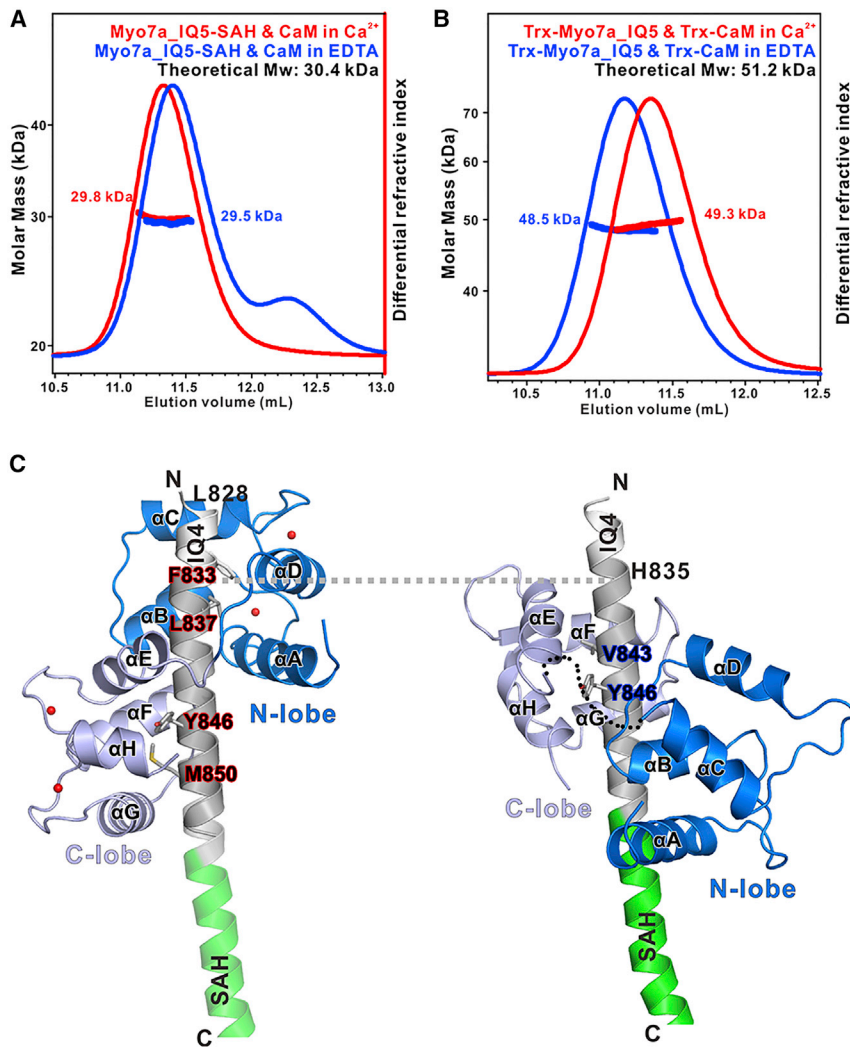 A
Myo7a_IQ5-SAH & CaM in Ca²⁺
Myo7a_IQ5-SAH & CaM in EDTA
Theoretical Mw: 30.4 kDa
Molar Mass (kDa)
40
30
20
29.8 kDa
29.5 kDa
Differential refractive index
10.5 11.0 11.5 12.0 12.5 13.0
Elution volume (mL)
B
Trx-Myo7a_IQ5 & Trx-CaM in Ca²⁺
Trx-Myo7a_IQ5 & Trx-CaM in EDTA
Theoretical Mw: 51.2 kDa
Molar Mass (kDa)
70
60
50
40
48.5 kDa
49.3 kDa
Differential refractive index
11.0 11.5 12.0 12.5
Elution volume (mL)
C
N
L828
αC
IQ4
αD
F833
αB
L837
αE
αA
N-lobe
αF
Y846
αH
M850
αG
C-lobe
SAH
C
N
IQ4
H835
αE
αF
V843
αD
αH
Y846
αG
αB
αC
C-lobe
αA
N-lobe
SAH
C